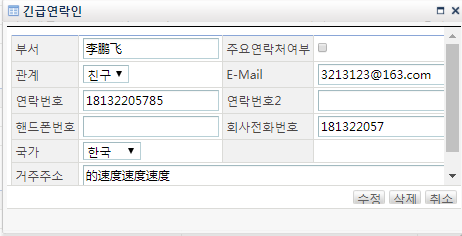 긴급연락인
부서 李鹏飞 주요연락처여부
관계 친구 E-Mail 3213123@163.com
연락번호 18132205785 연락번호2
핸드폰번호 회사전화번호 181322057
국가 한국
거주주소 的速度速度速度
수정 삭제 취소